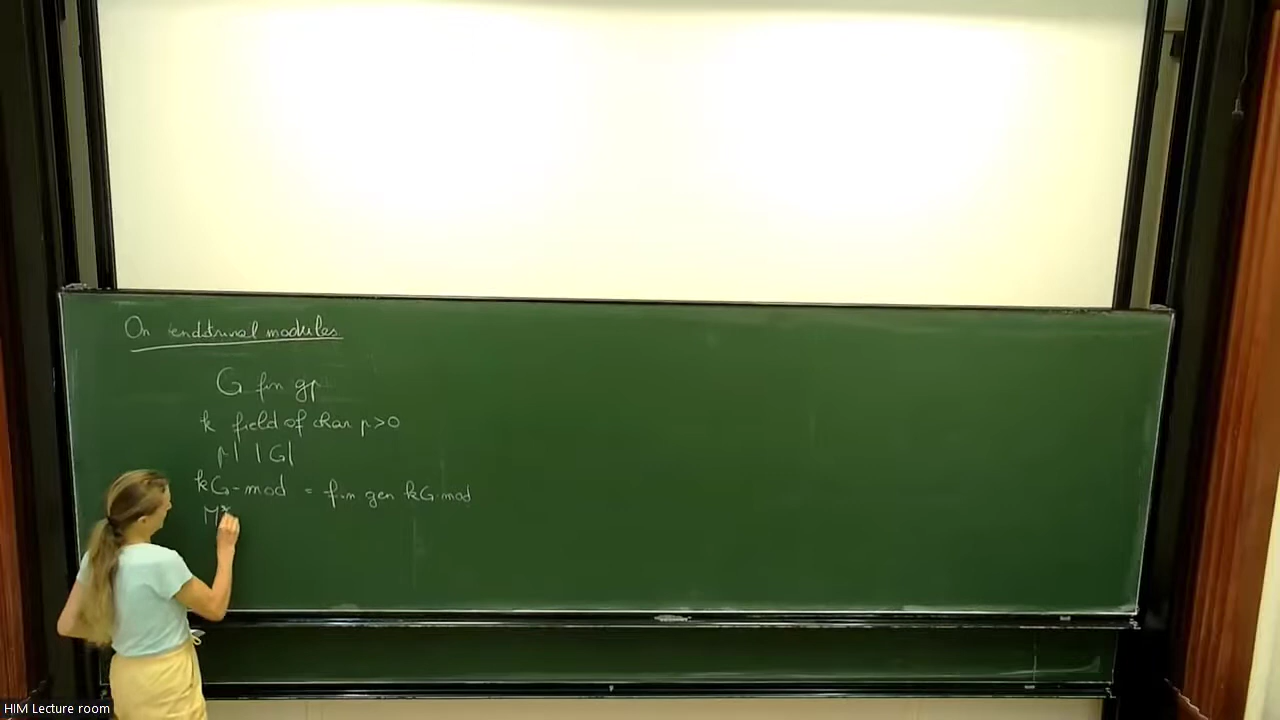 On endotrivial modules
G fin gp
k field of char p>0
p | |G|
kG-mod = fin gen kG-mod
M*
HIM Lecture room